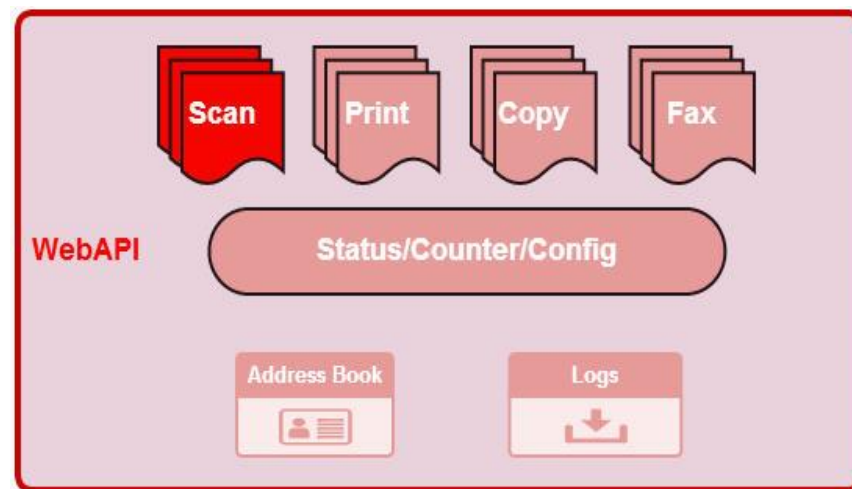 Scan
Print
Copy
Fax
WebAPI
Status/Counter/Config
Address Book
Logs